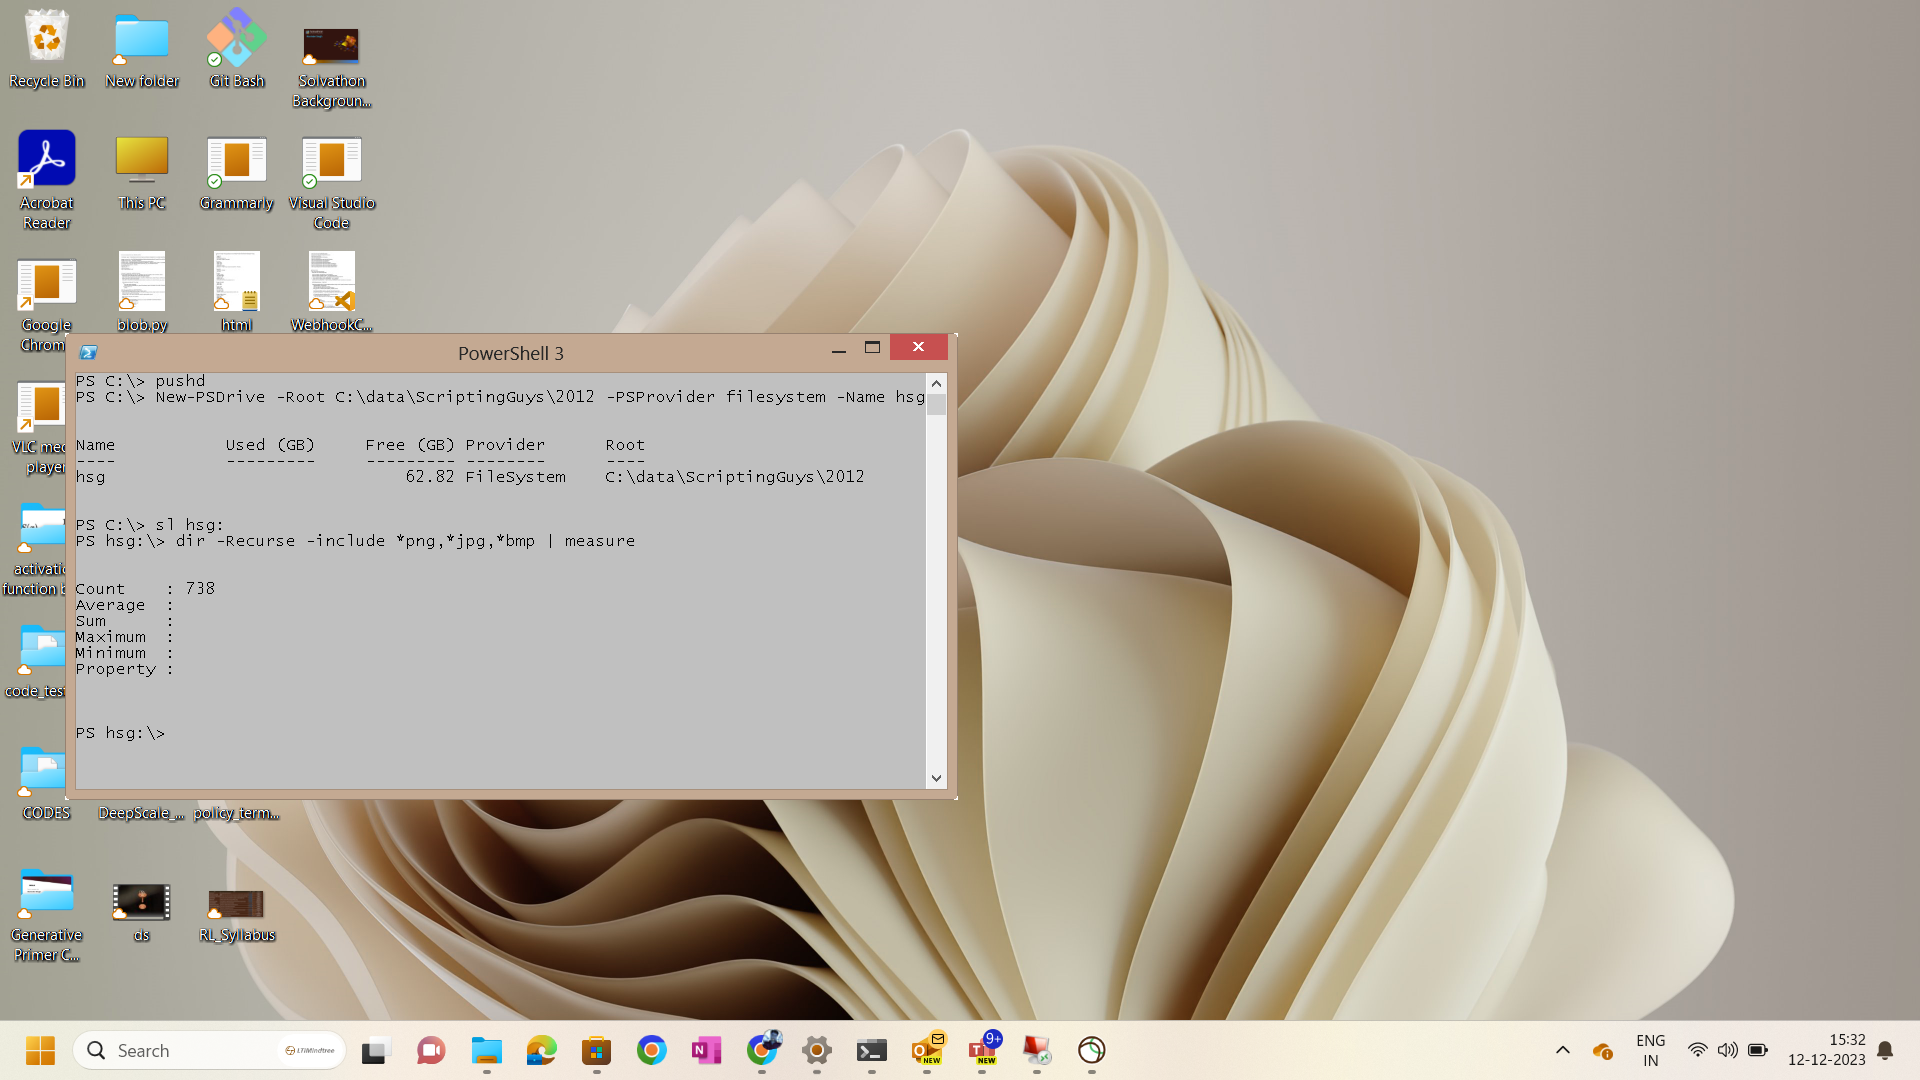 Recycle Bin
New folder
Git Bash
Solvathon
Backgroun...
Acrobat
Reader
This PC
Grammarly
Visual Studio
Code
Google
Chrom
blob.py
html
WebhookC...
VLC med
player
activatio
function b
code_test
CODES
DeepScale_...
policy_term...
Generative
Primer C...
ds
RL_Syllabus
PowerShell 3
PS C:\> pushd
PS C:\> New-PSDrive -Root C:\data\ScriptingGuys\2012 -PSProvider filesystem -Name hsg
Name Used (GB) Free (GB) Provider Root
---- --------- --------- -------- ----
hsg 62.82 FileSystem C:\data\ScriptingGuys\2012
PS C:\> sl hsg:
PS hsg:\> dir -Recurse -include *png,*jpg,*bmp | measure
Count : 738
Average :
Sum :
Maximum :
Minimum :
Property :
PS hsg:\>
Search
LTIMindtree
NEW
9+
NEW
ENG
IN
15:32
12-12-2023